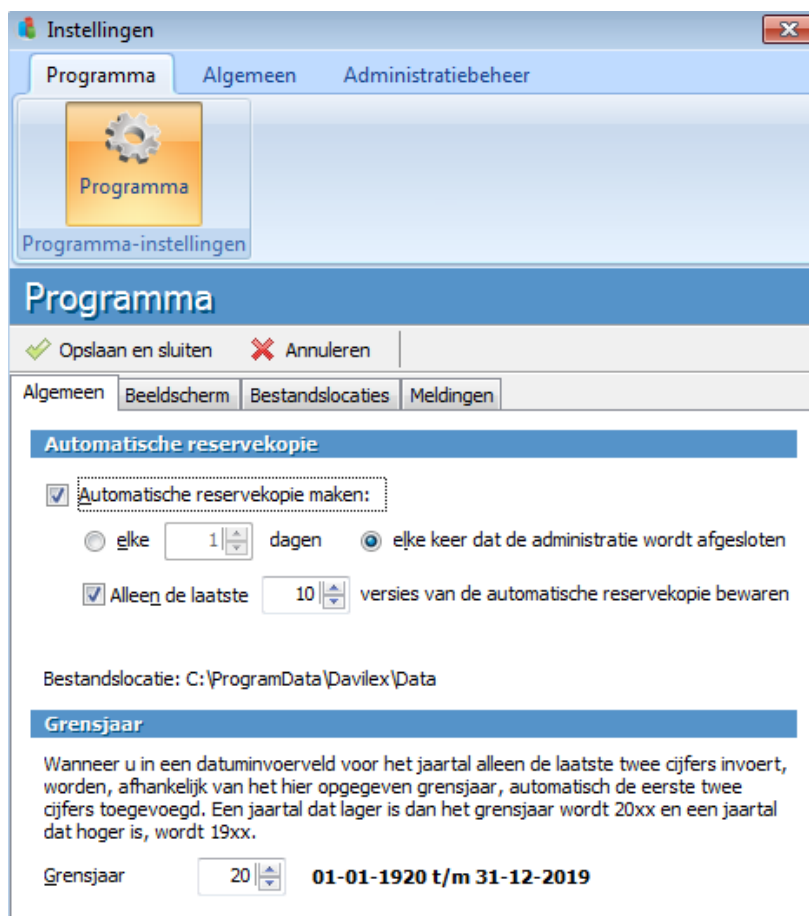 Instellingen
Programma Algemeen Administratiebeheer
Programma
Programma-instellingen
Programma
Opslaan en sluiten Annuleren
Algemeen Beeldscherm Bestandslocaties Meldingen
Automatische reservekopie
Automatische reservekopie maken:
elke 1 dagen elke keer dat de administratie wordt afgesloten
Alleen de laatste 10 versies van de automatische reservekopie bewaren
Bestandslocatie: C:\ProgramData\Davilex\Data
Grensjaar
Wanneer u in een datuminvoerveld voor het jaartal alleen de laatste twee cijfers invoert,
worden, afhankelijk van het hier opgegeven grensjaar, automatisch de eerste twee
cijfers toegevoegd. Een jaartal dat lager is dan het grensjaar wordt 20xx en een jaartal
dat hoger is, wordt 19xx.
Grensjaar 20 01-01-1920 t/m 31-12-2019